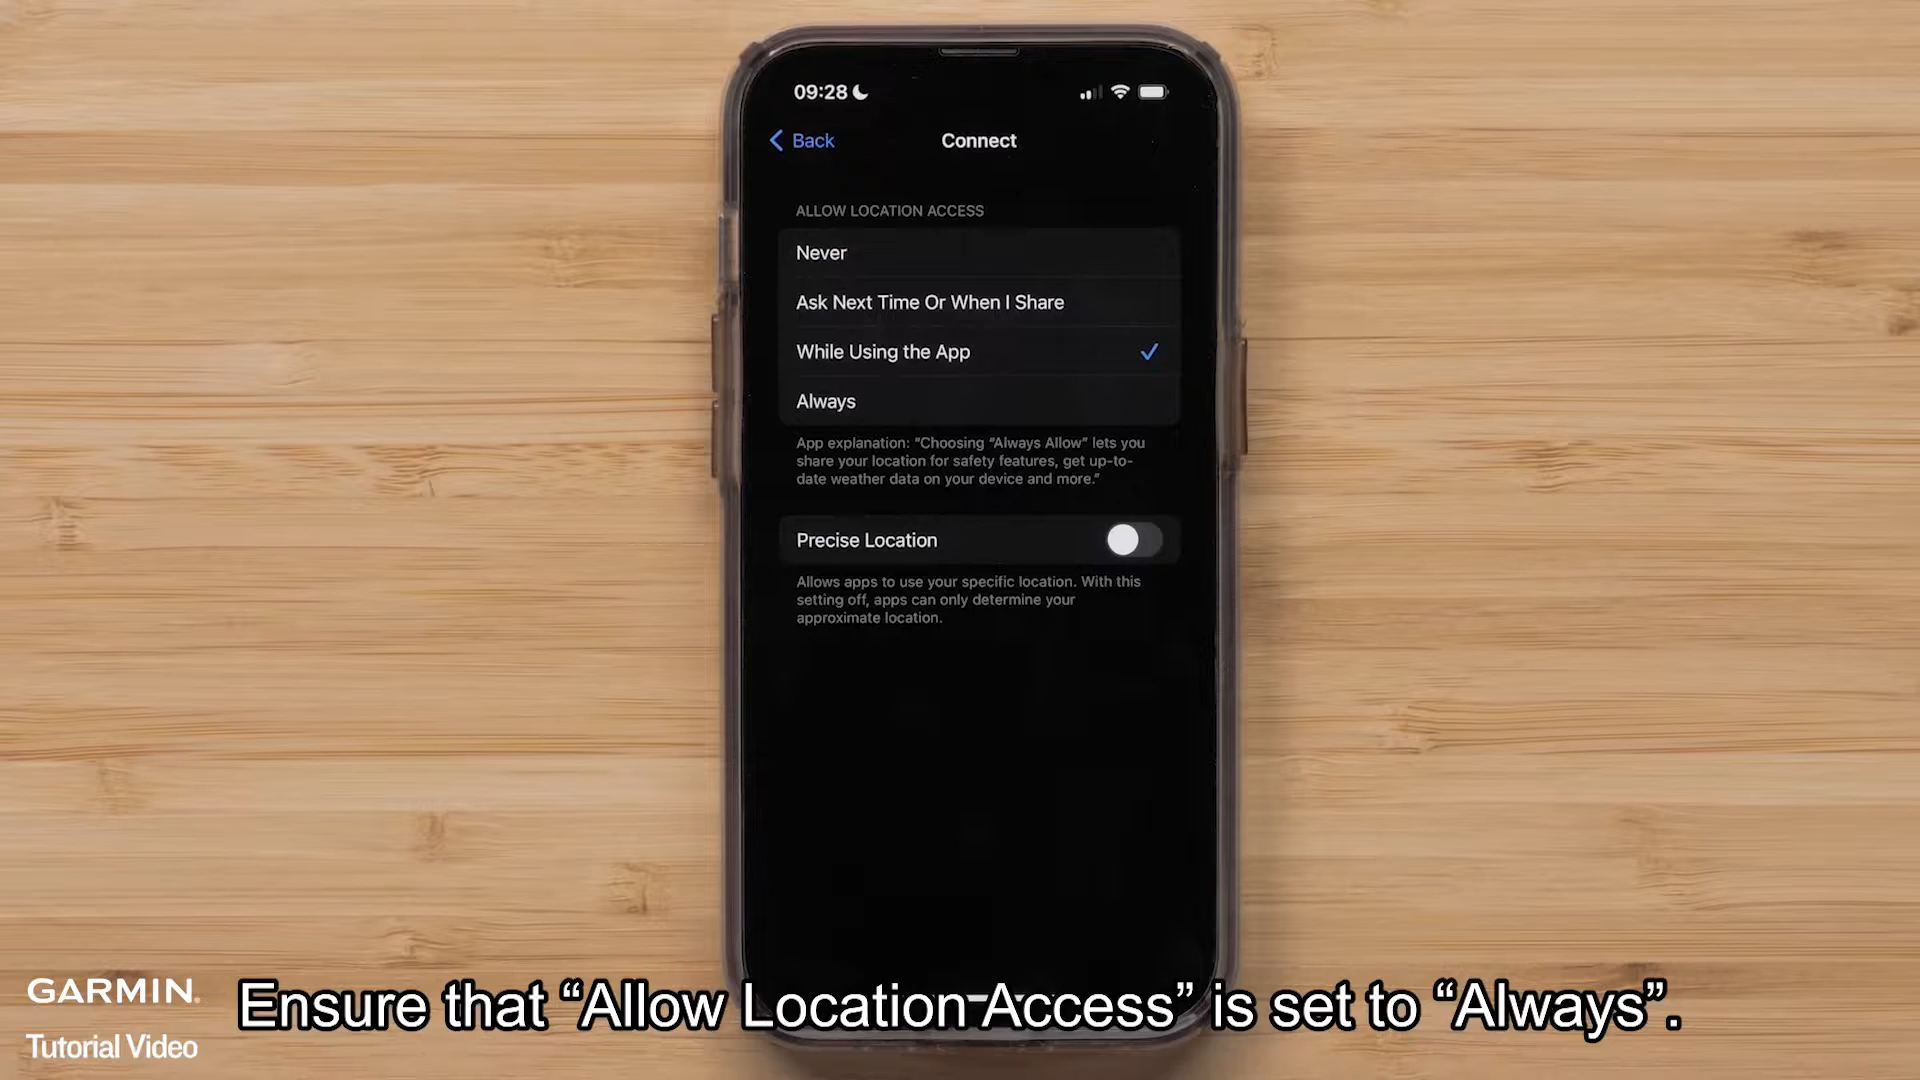 09:28
Back
Connect
ALLOW LOCATION ACCESS
Never
Ask Next Time Or When I Share
While Using the App
Always
App explanation: “Choosing “Always Allow” lets you
share your location for safety features, get up-to-
date weather data on your device and more.”
Precise Location
Allows apps to use your specific location. With this
setting off, apps can only determine your
approximate location.
GARMIN.
Tutorial Video
Ensure that “Allow Location Access” is set to “Always”.